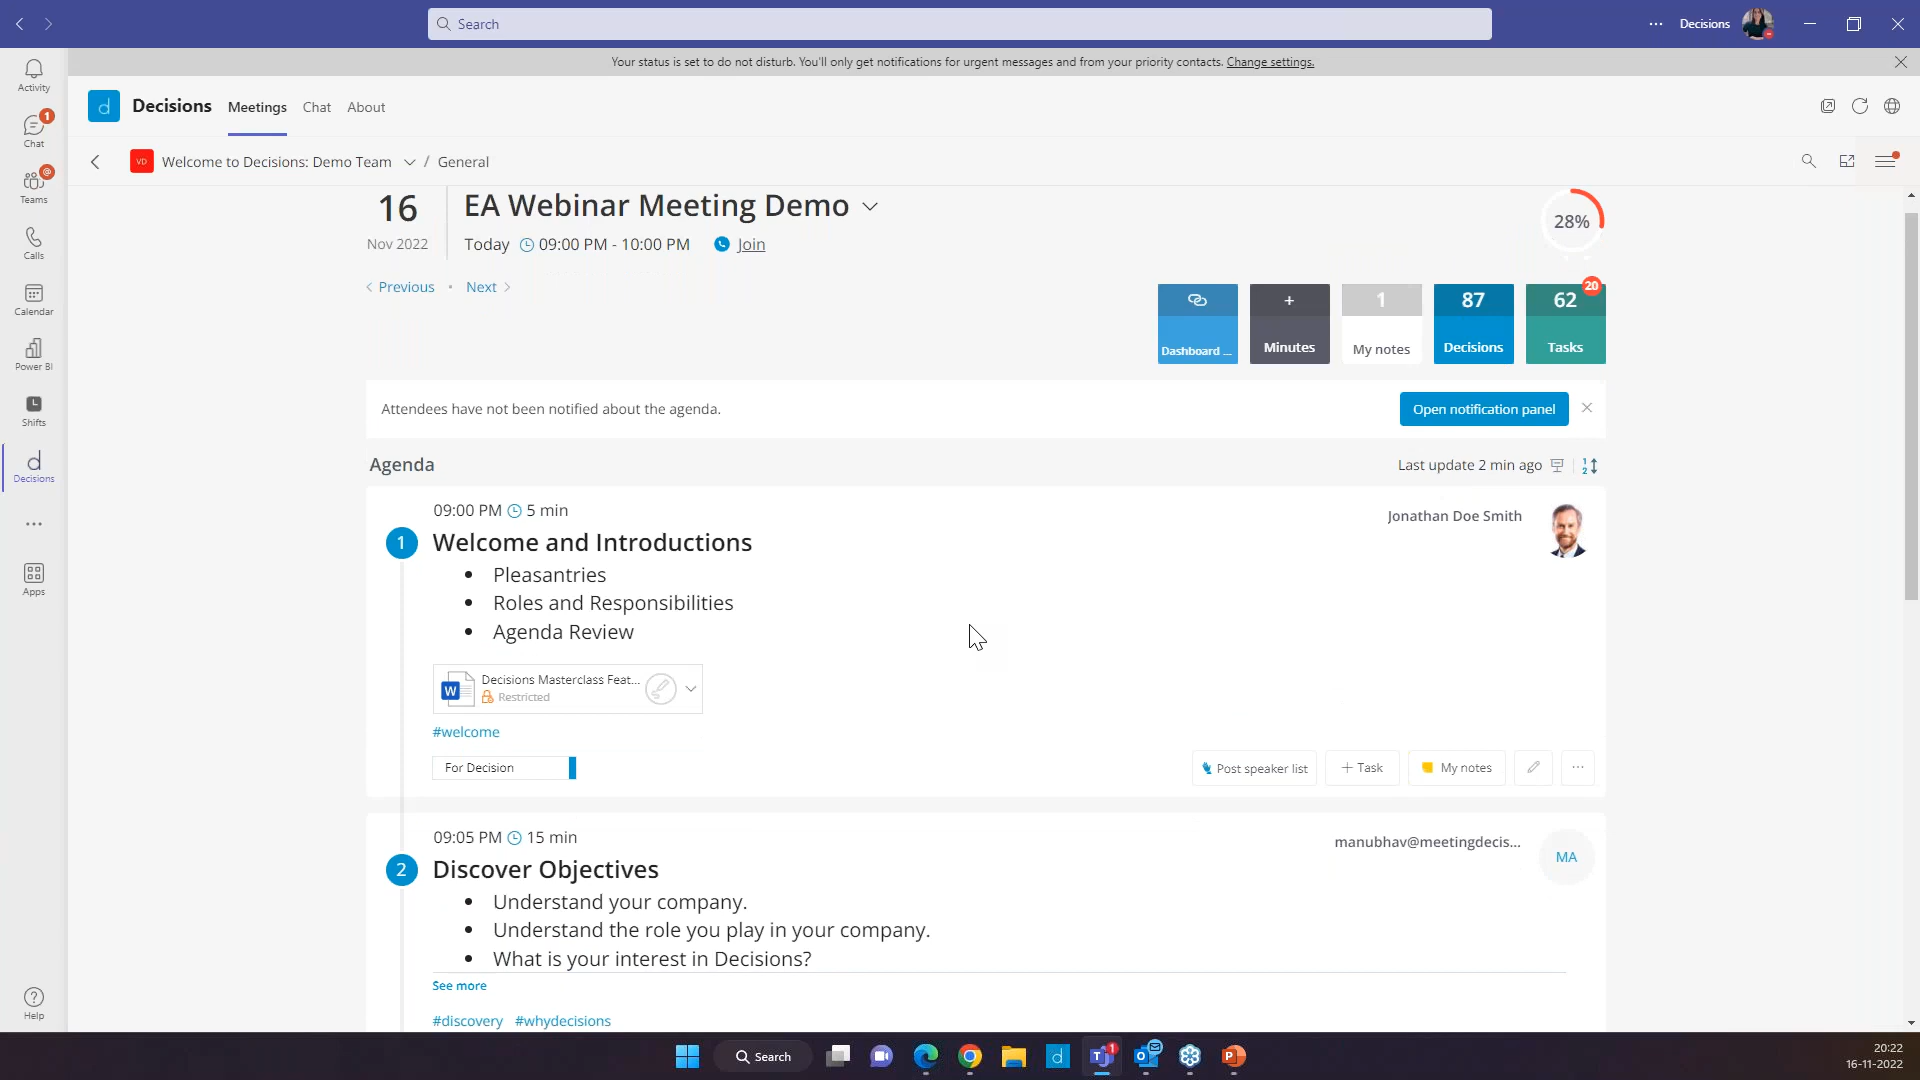 Search
Decisions
Your status is set to do not disturb. You'll only get notifications for urgent messages and from your priority contacts. Change settings.
Activity
d
Decisions Meetings Chat About
1
Chat
VD Welcome to Decisions: Demo Team / General
@
Teams
16 EA Webinar Meeting Demo
Nov 2022 Today 09:00 PM - 10:00 PM Join
28%
Calls
Previous • Next
Calendar
Dashboard ...
+ Minutes
1 My notes
87 Decisions
62 Tasks 20
Power BI
Attendees have not been notified about the agenda. Open notification panel
Shifts
Agenda Last update 2 min ago
d
Decisions
09:00 PM 5 min Jonathan Doe Smith
1 Welcome and Introductions
• Pleasantries
Apps
• Roles and Responsibilities
• Agenda Review
W Decisions Masterclass Feat...
Restricted
#welcome
For Decision Post speaker list + Task My notes ...
09:05 PM 15 min manubhav@meetingdecis... MA
2 Discover Objectives
• Understand your company.
• Understand the role you play in your company.
• What is your interest in Decisions?
See more
Help
#discovery #whydecisions
Search
d
T 1
O
P
20:22
16-11-2022